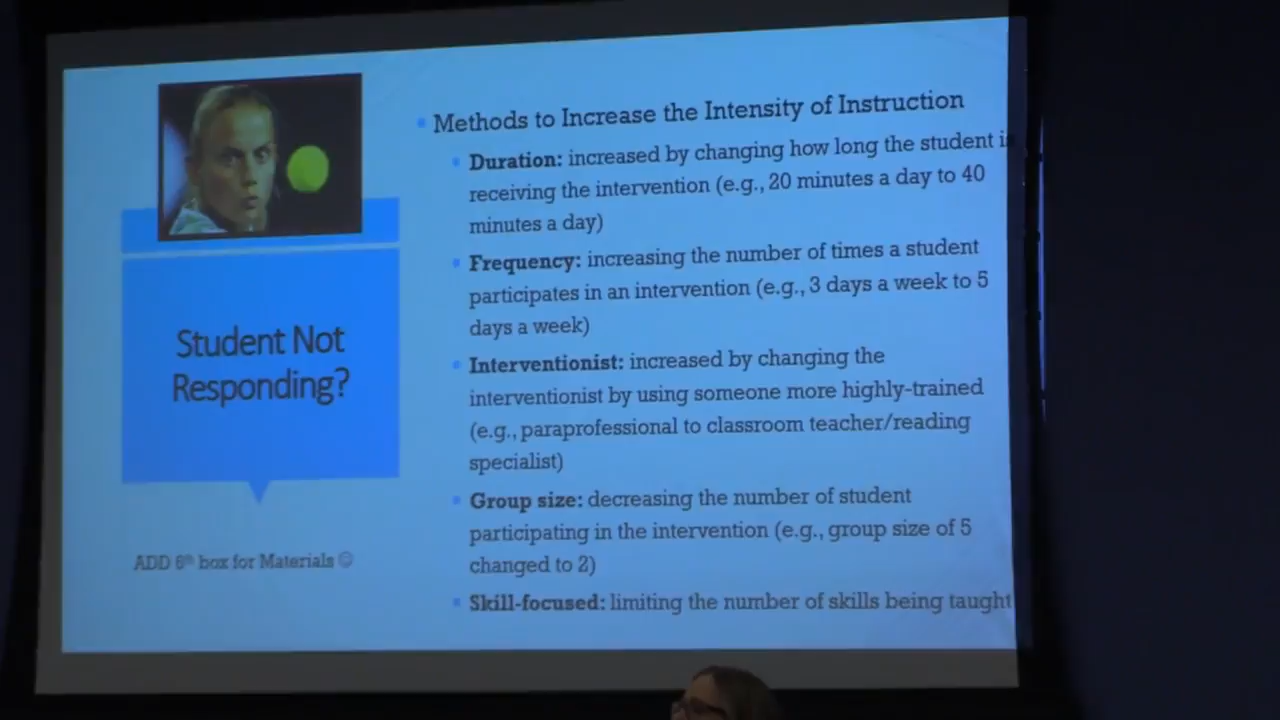 Student Not
Responding?
ADD 6th box for Materials ☺
Methods to Increase the Intensity of Instruction
Duration: increased by changing how long the student is
receiving the intervention (e.g., 20 minutes a day to 40
minutes a day)
Frequency: increasing the number of times a student
participates in an intervention (e.g., 3 days a week to 5
days a week)
Interventionist: increased by changing the
interventionist by using someone more highly-trained
(e.g., paraprofessional to classroom teacher/reading
specialist)
Group size: decreasing the number of student
participating in the intervention (e.g., group size of 5
changed to 2)
Skill-focused: limiting the number of skills being taught